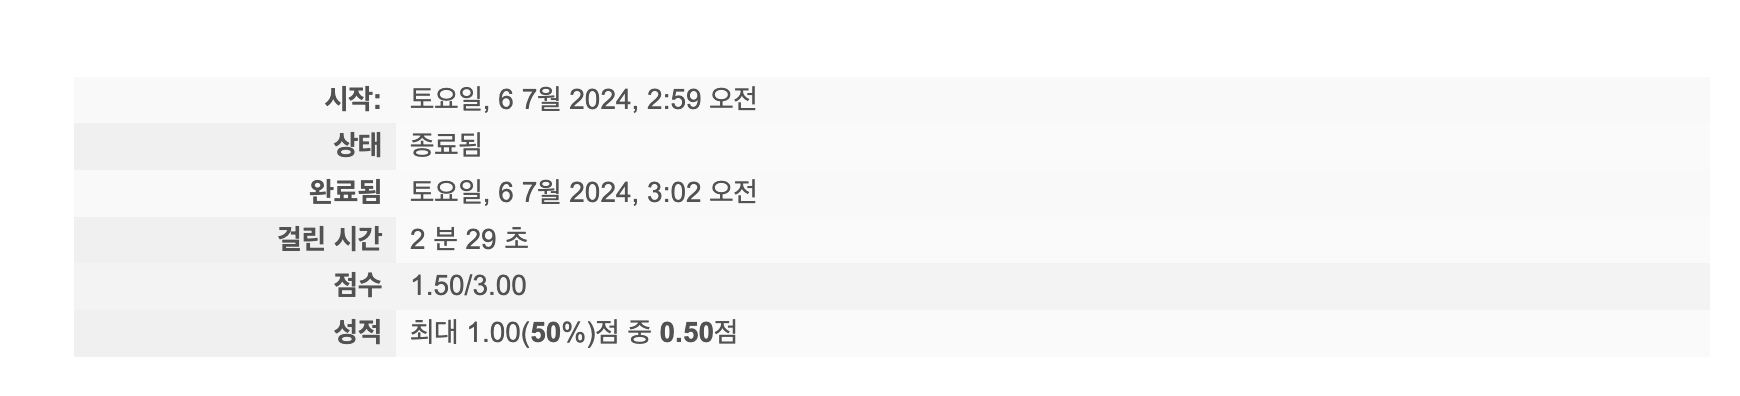 시작: 토요일, 6 7월 2024, 2:59 오전
상태 종료됨
완료됨 토요일, 6 7월 2024, 3:02 오전
걸린 시간 2 분 29 초
점수 1.50/3.00
성적 최대 1.00(50%)점 중 0.50점